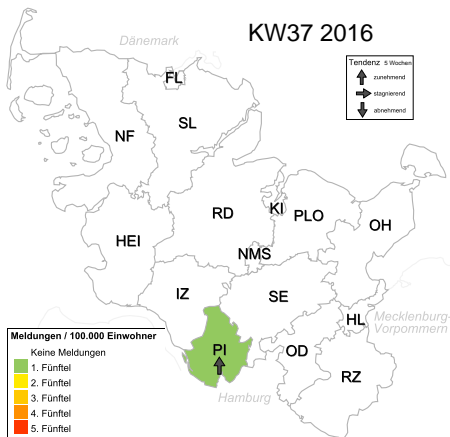 KW37 2016
Dänemark
Tendenz 5 Wochen
zunehmend
stagnierend
abnehmend
FL
SL
NF
RD
KI
PLO
OH
HEI
NMS
IZ
SE
HL
Mecklenburg-
Vorpommern
PI
OD
RZ
Hamburg
Meldungen / 100.000 Einwohner
Keine Meldungen
1. Fünftel
2. Fünftel
3. Fünftel
4. Fünftel
5. Fünftel